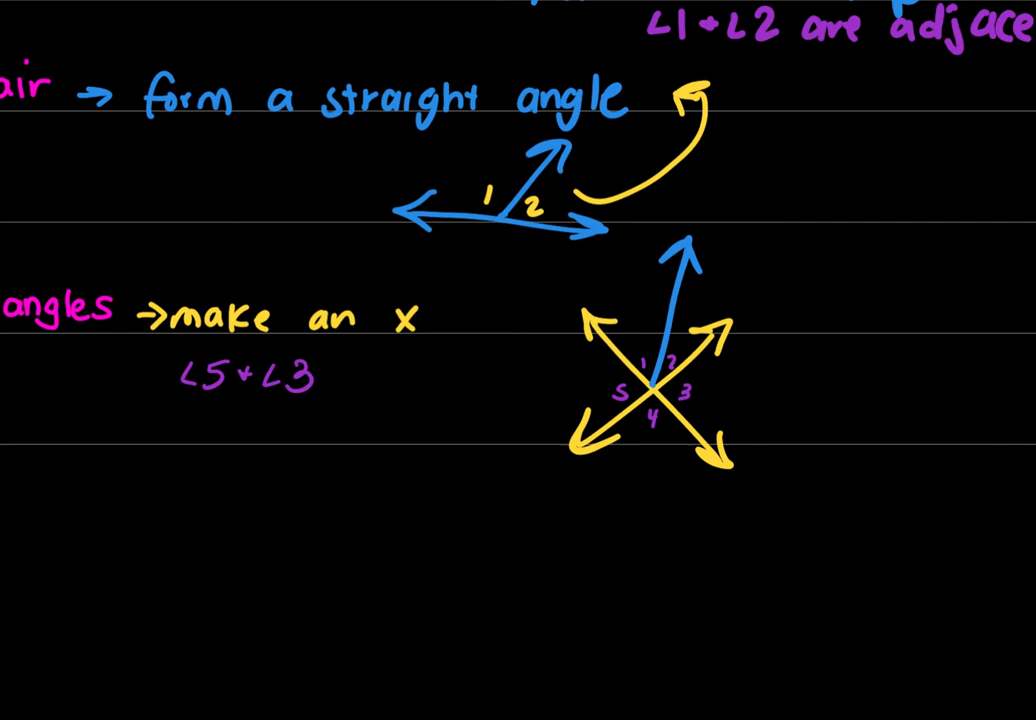 ∠1 + ∠2 are adjace
air → form a straight angle
1 2
angles → make an x
∠5 + ∠3
1 2
5 3
4